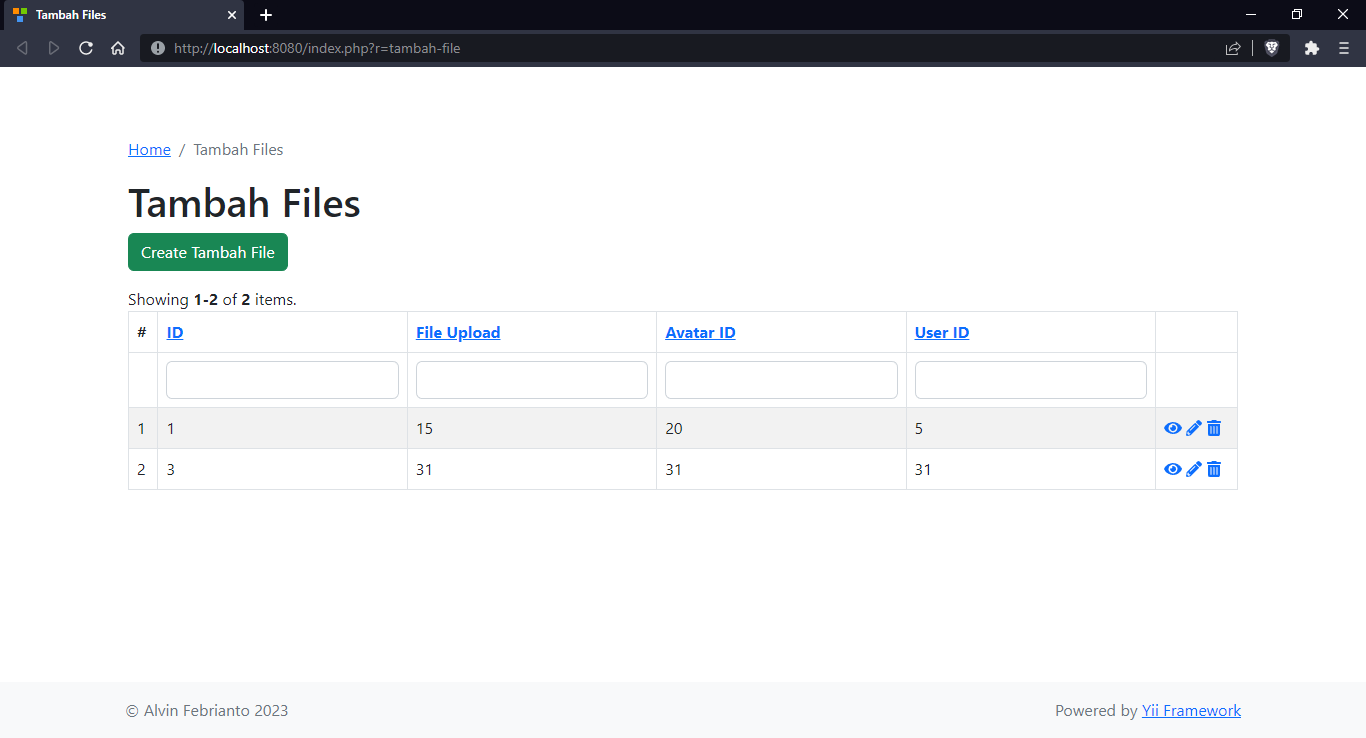 Tambah Files
http://localhost:8080/index.php?r=tambah-file
Home / Tambah Files
Tambah Files
Create Tambah File
Showing 1-2 of 2 items.
# ID File Upload Avatar ID User ID
1 1 15 20 5
2 3 31 31 31
© Alvin Febrianto 2023 Powered by Yii Framework